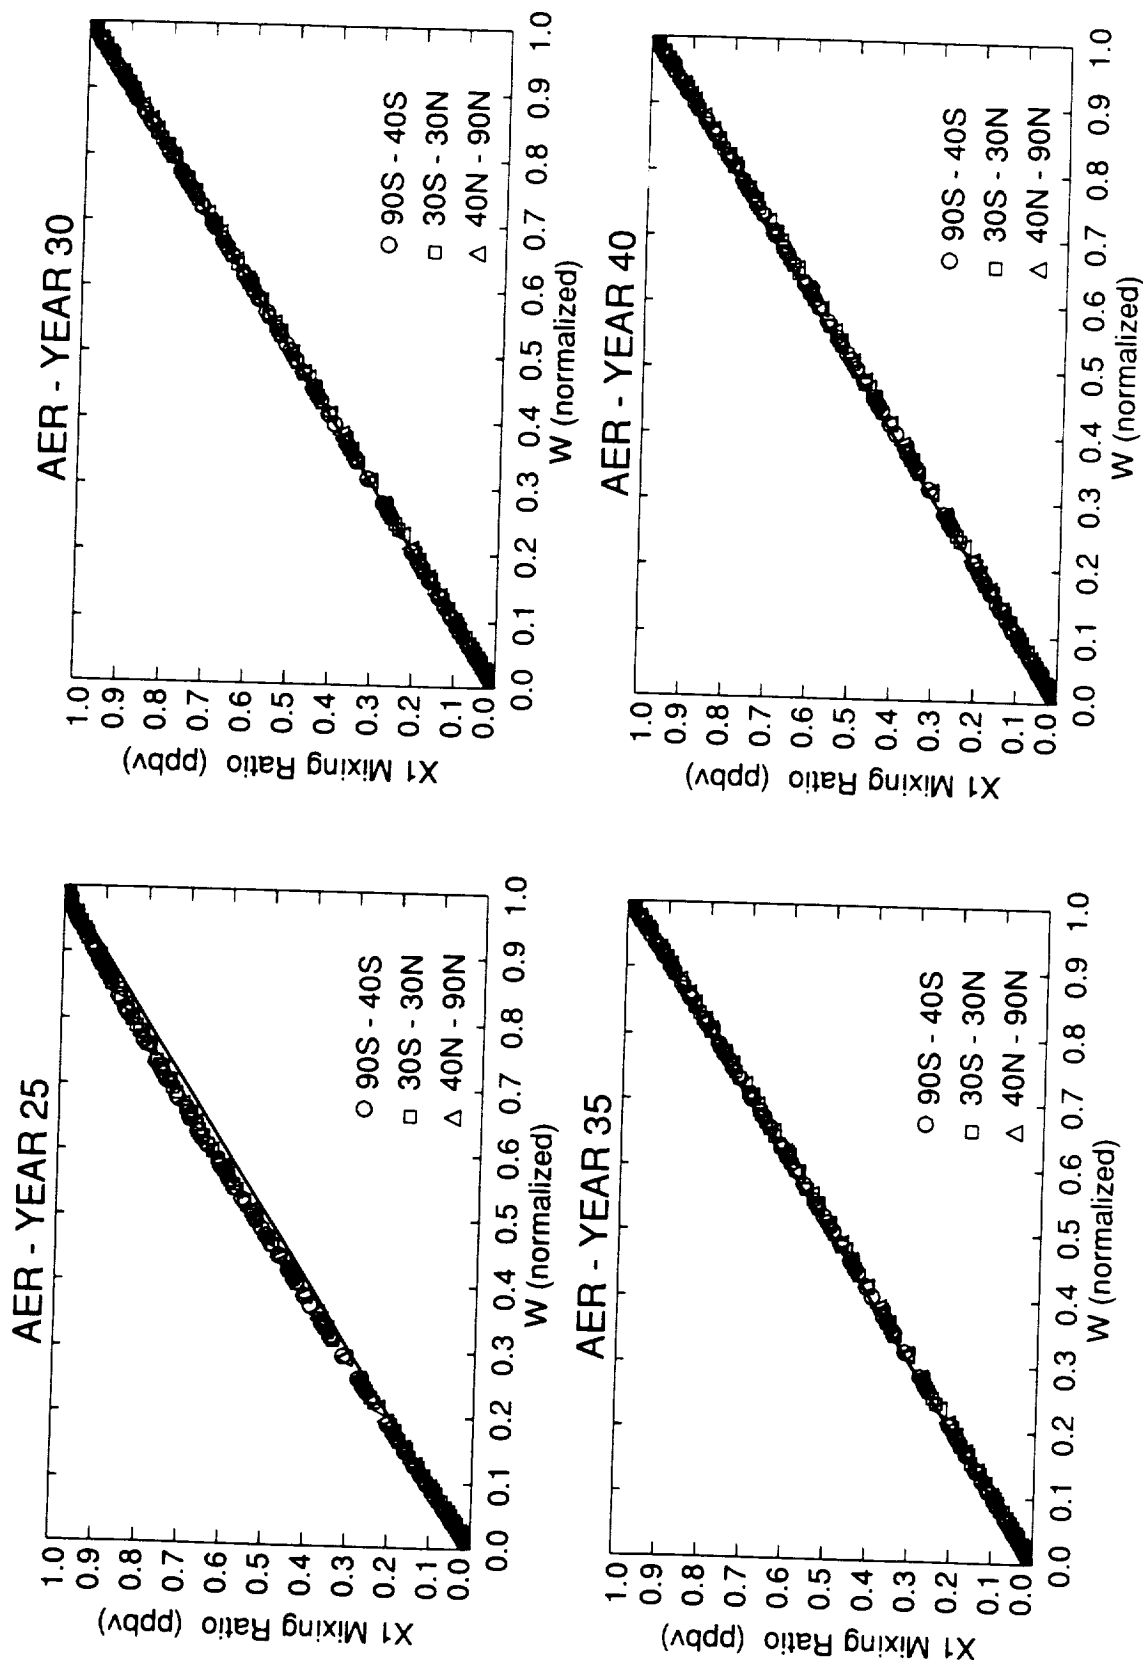 AER - YEAR 25
X1 Mixing Ratio (ppbv)
1.0
0.9
0.8
0.7
0.6
0.5
0.4
0.3
0.2
0.1
0.0
90S - 40S
30S - 30N
40N - 90N
0.0 0.1 0.2 0.3 0.4 0.5 0.6 0.7 0.8 0.9 1.0
W (normalized)
AER - YEAR 30
X1 Mixing Ratio (ppbv)
1.0
0.9
0.8
0.7
0.6
0.5
0.4
0.3
0.2
0.1
0.0
90S - 40S
30S - 30N
40N - 90N
0.0 0.1 0.2 0.3 0.4 0.5 0.6 0.7 0.8 0.9 1.0
W (normalized)
AER - YEAR 35
X1 Mixing Ratio (ppbv)
1.0
0.9
0.8
0.7
0.6
0.5
0.4
0.3
0.2
0.1
0.0
90S - 40S
30S - 30N
40N - 90N
0.0 0.1 0.2 0.3 0.4 0.5 0.6 0.7 0.8 0.9 1.0
W (normalized)
AER - YEAR 40
X1 Mixing Ratio (ppbv)
1.0
0.9
0.8
0.7
0.6
0.5
0.4
0.3
0.2
0.1
0.0
90S - 40S
30S - 30N
40N - 90N
0.0 0.1 0.2 0.3 0.4 0.5 0.6 0.7 0.8 0.9 1.0
W (normalized)